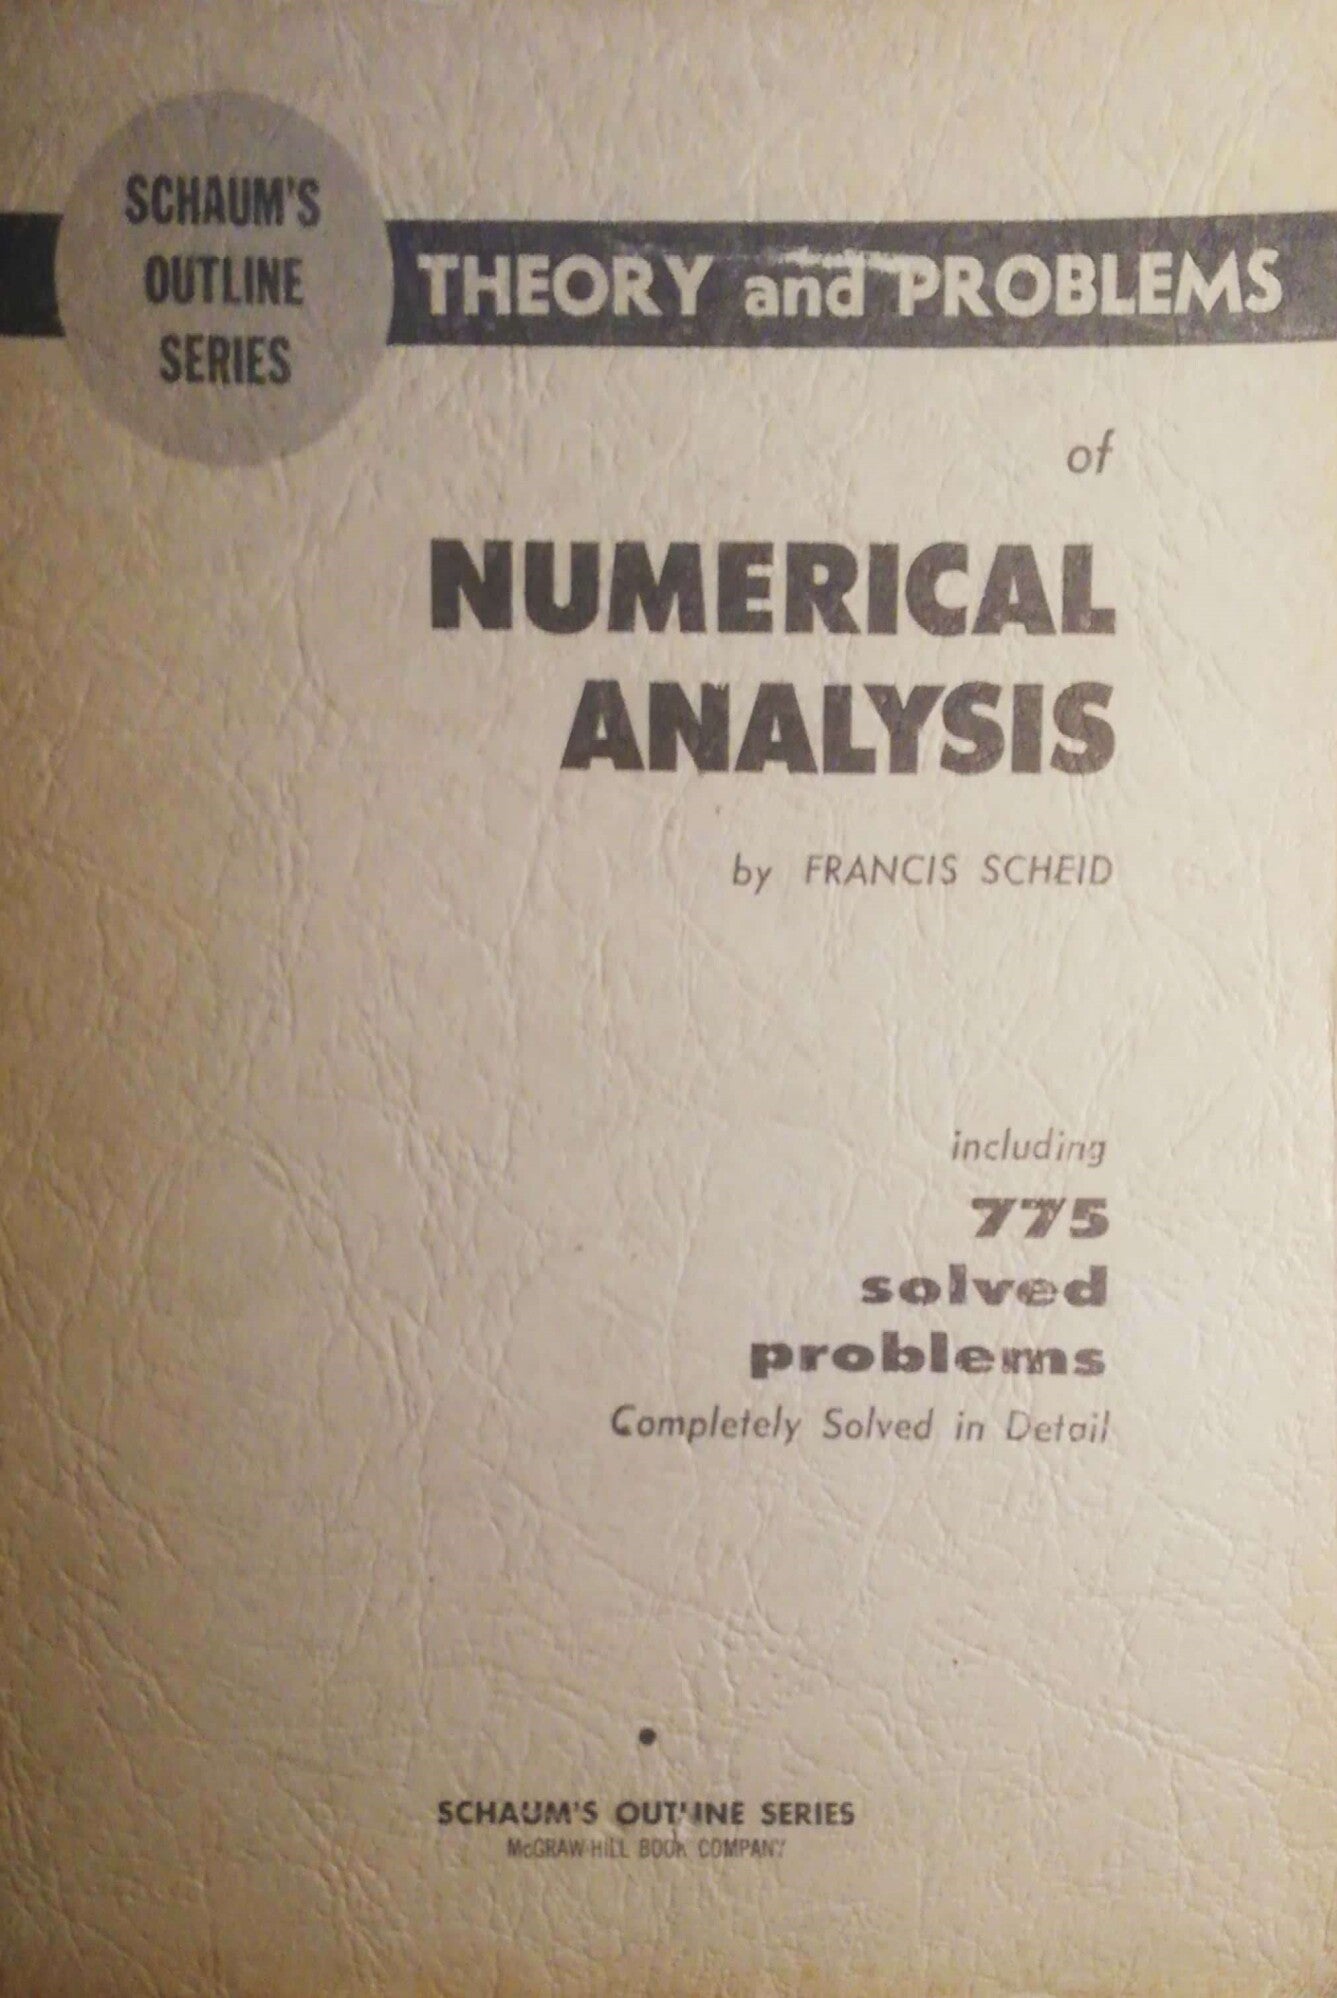 SCHAUM'S
OUTLINE
SERIES
THEORY and PROBLEMS
of
NUMERICAL
ANALYSIS
by FRANCIS SCHEID
including
775
solved
problems
Completely Solved in Detail
SCHAUM'S OUTLINE SERIES
McGRAW-HILL BOOK COMPANY